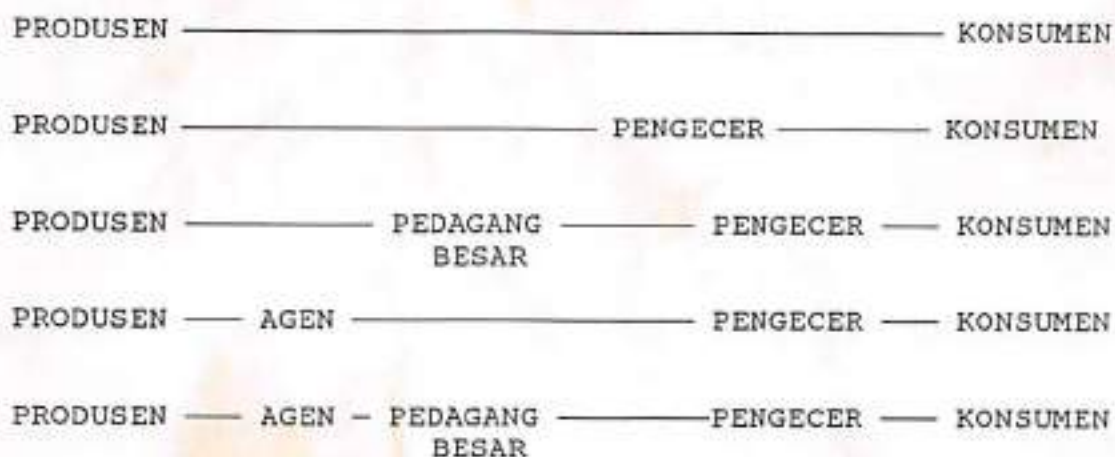 PRODUSEN KONSUMEN
PRODUSEN PENGECER KONSUMEN
PRODUSEN PEDAGANG PENGECER KONSUMEN
BESAR
PRODUSEN AGEN PENGECER KONSUMEN
PRODUSEN AGEN PEDAGANG PENGECER KONSUMEN
BESAR